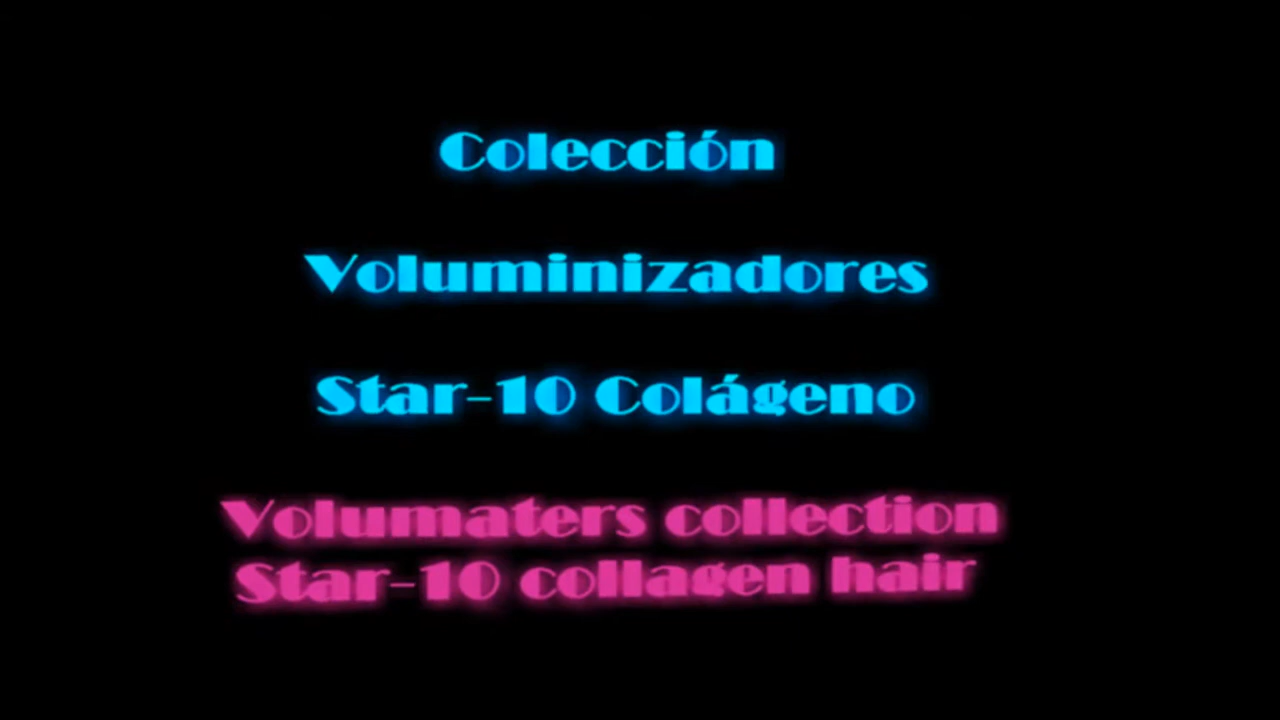 Colección
Voluminizadores
Star-10 Colágeno
Volumaters collection
Star-10 collagen hair